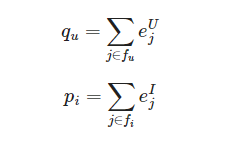 q_u = \sum_{j \in f_u} e_j^U
p_i = \sum_{j \in f_i} e_j^I